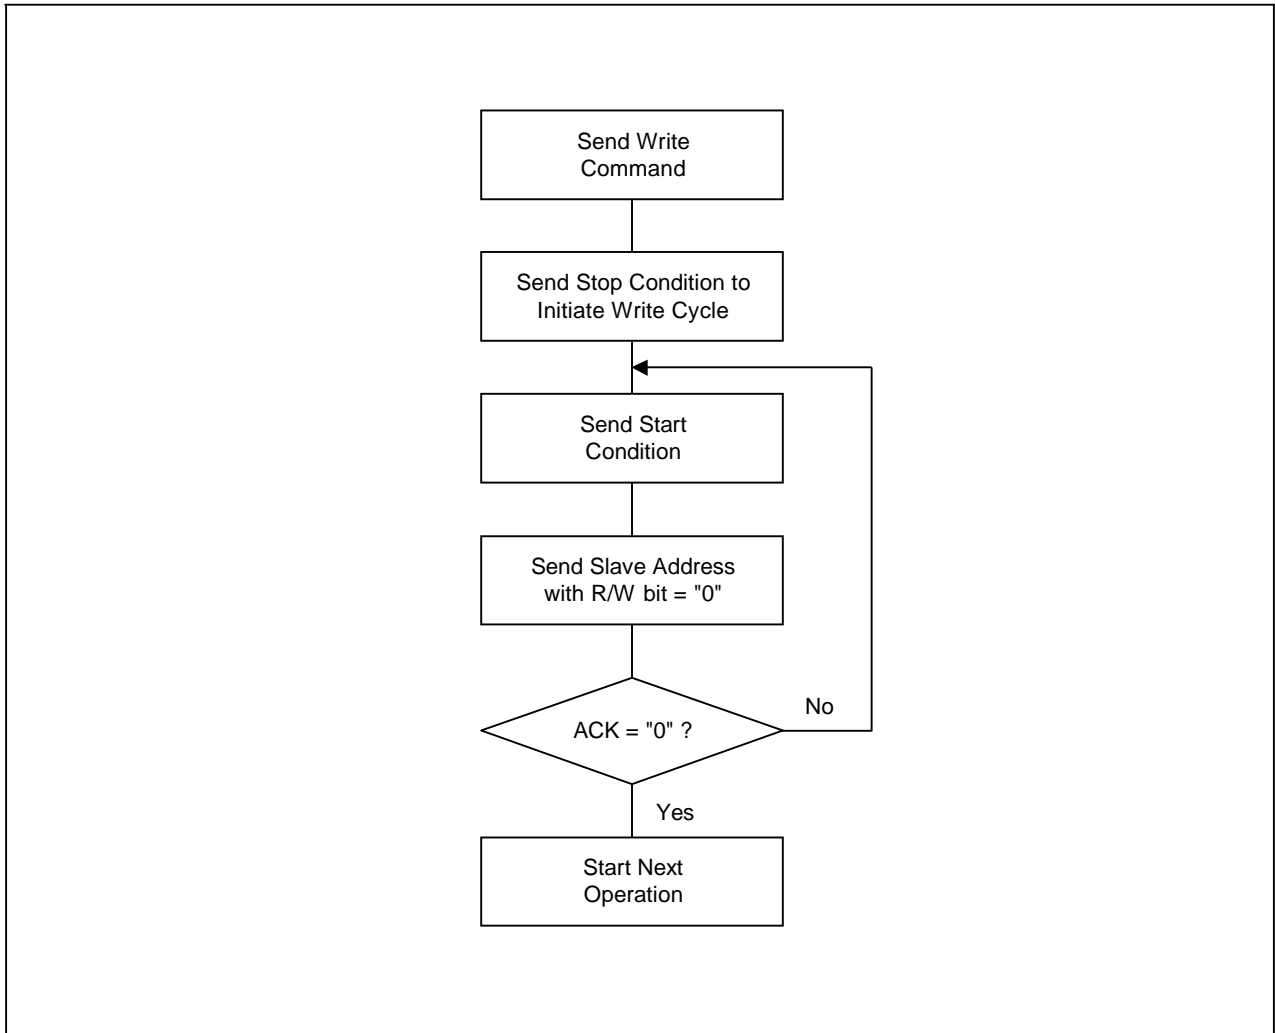 Send Write
Command
Send Stop Condition to
Initiate Write Cycle
Send Start
Condition
Send Slave Address
with R/W bit = "0"
ACK = "0" ?
No
Yes
Start Next
Operation